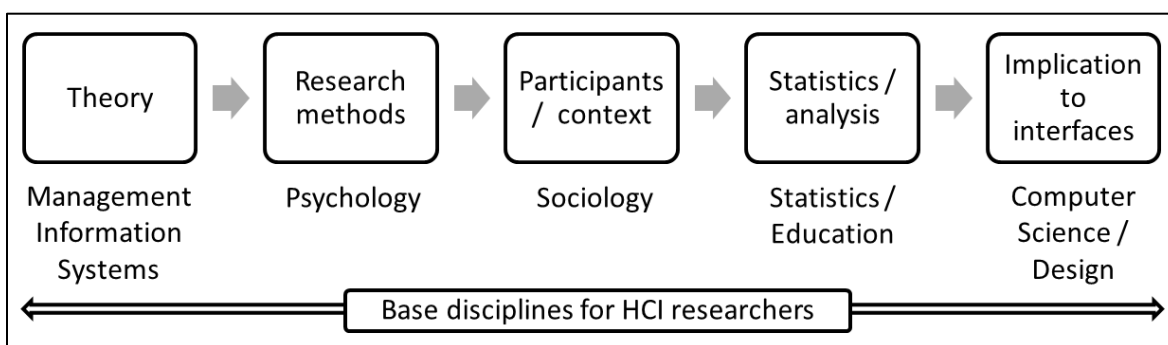 Theory
Research
methods
Participants
/ context
Statistics /
analysis
Implication
to
interfaces
Management
Information
Systems
Psychology
Sociology
Statistics /
Education
Computer
Science /
Design
Base disciplines for HCI researchers